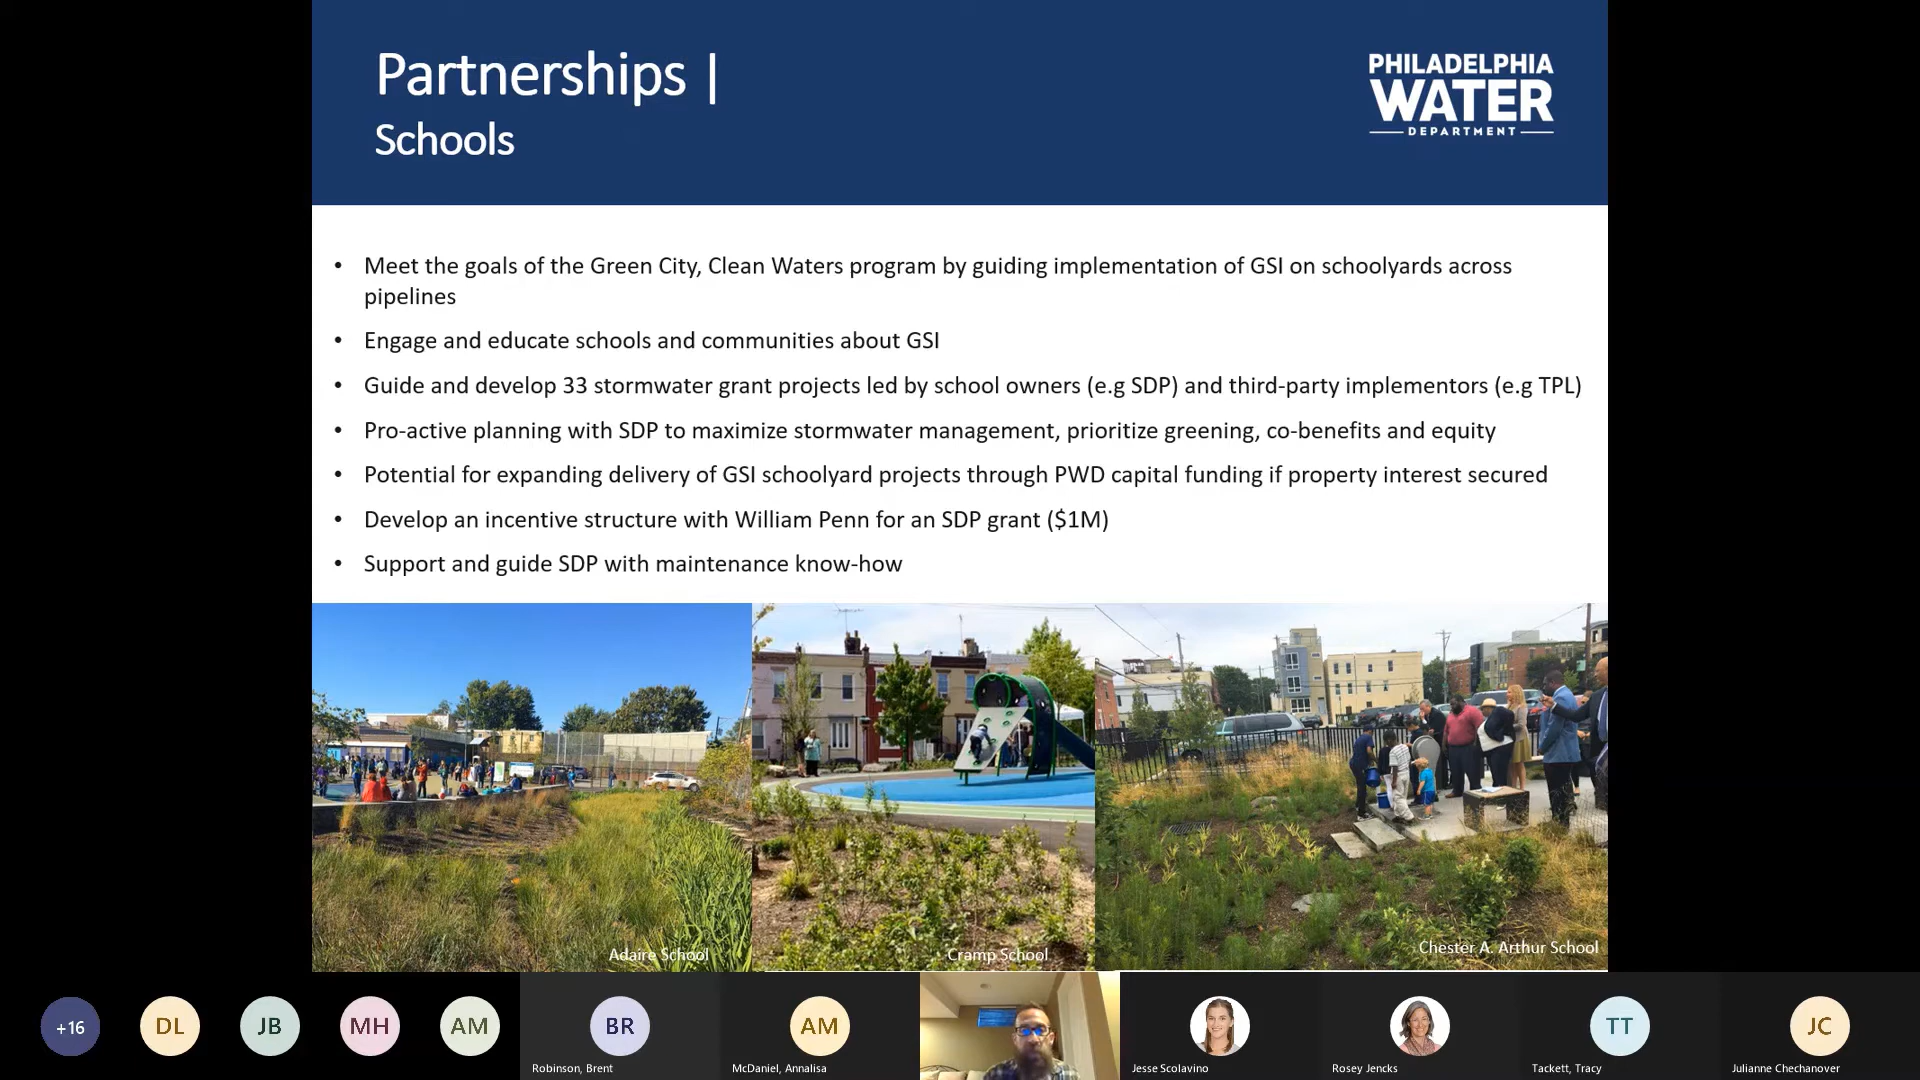 Partnerships |
Schools
PHILADELPHIA
WATER
DEPARTMENT
• Meet the goals of the Green City, Clean Waters program by guiding implementation of GSI on schoolyards across
pipelines
• Engage and educate schools and communities about GSI
• Guide and develop 33 stormwater grant projects led by school owners (e.g SDP) and third-party implementors (e.g TPL)
• Pro-active planning with SDP to maximize stormwater management, prioritize greening, co-benefits and equity
• Potential for expanding delivery of GSI schoolyard projects through PWD capital funding if property interest secured
• Develop an incentive structure with William Penn for an SDP grant ($1M)
• Support and guide SDP with maintenance know-how
Adaire School
Cramp School
Chester A. Arthur School
+16
DL
JB
MH
AM
BR
AM
TT
JC
Robinson, Brent
McDaniel, Annalisa
Jesse Scolavino
Rosey Jencks
Tackett, Tracy
Julianne Chechanover